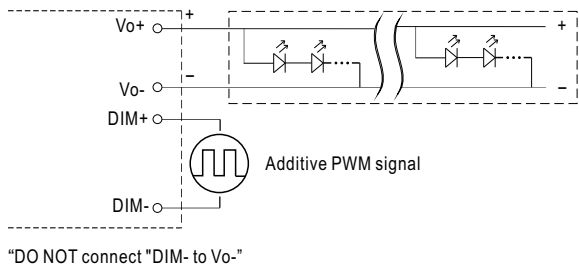 Vo+
+
+
Vo-
−
−
DIM+
Additive PWM signal
DIM-
“DO NOT connect "DIM- to Vo-”